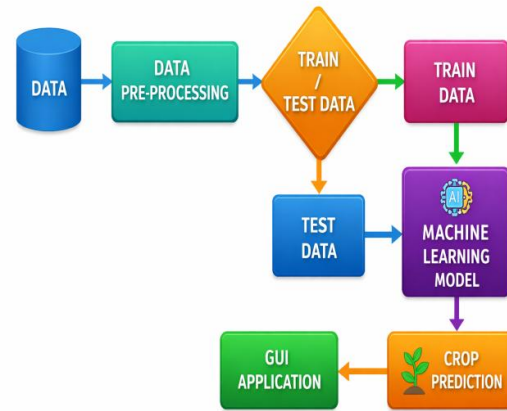 DATA
DATA
PRE-PROCESSING
TRAIN
/
TEST DATA
TRAIN
DATA
TEST
DATA
AI
MACHINE
LEARNING
MODEL
GUI
APPLICATION
CROP
PREDICTION